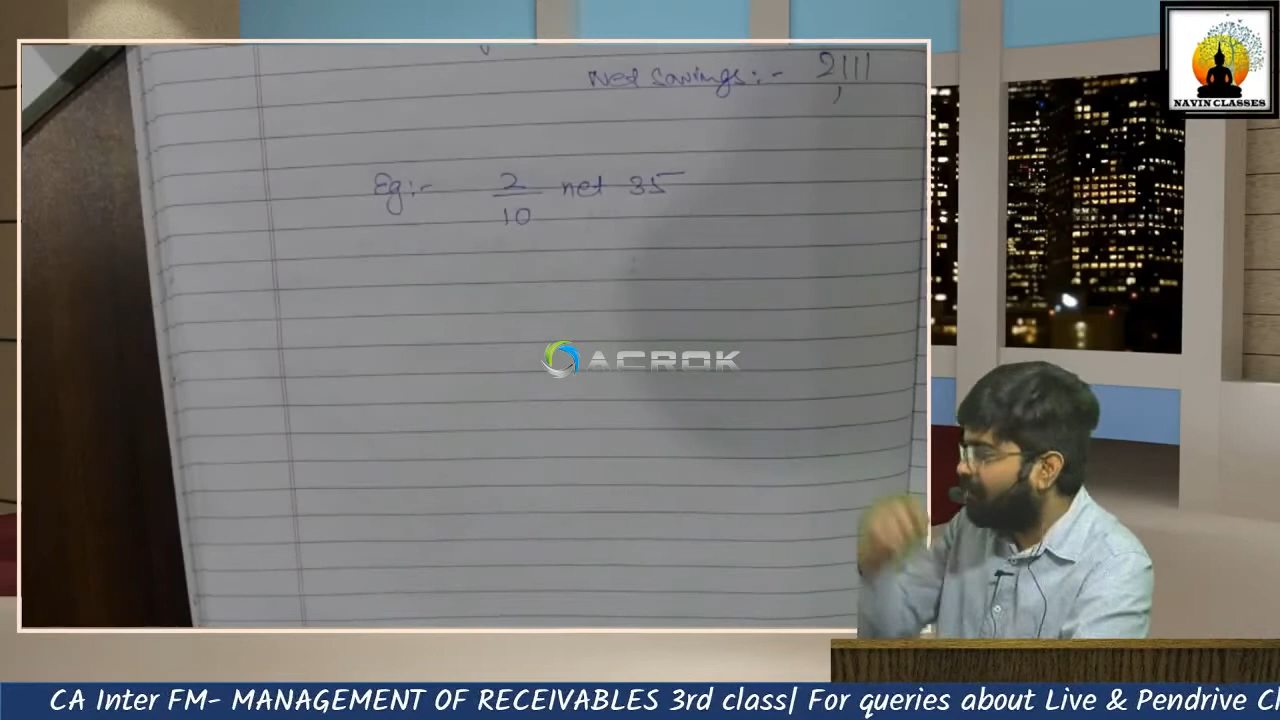 Net Savings:- 2111
Eg:- 2/10 net 35
ACROK
NAVIN CLASSES
CA Inter FM- MANAGEMENT OF RECEIVABLES 3rd class| For queries about Live & Pendrive Cl